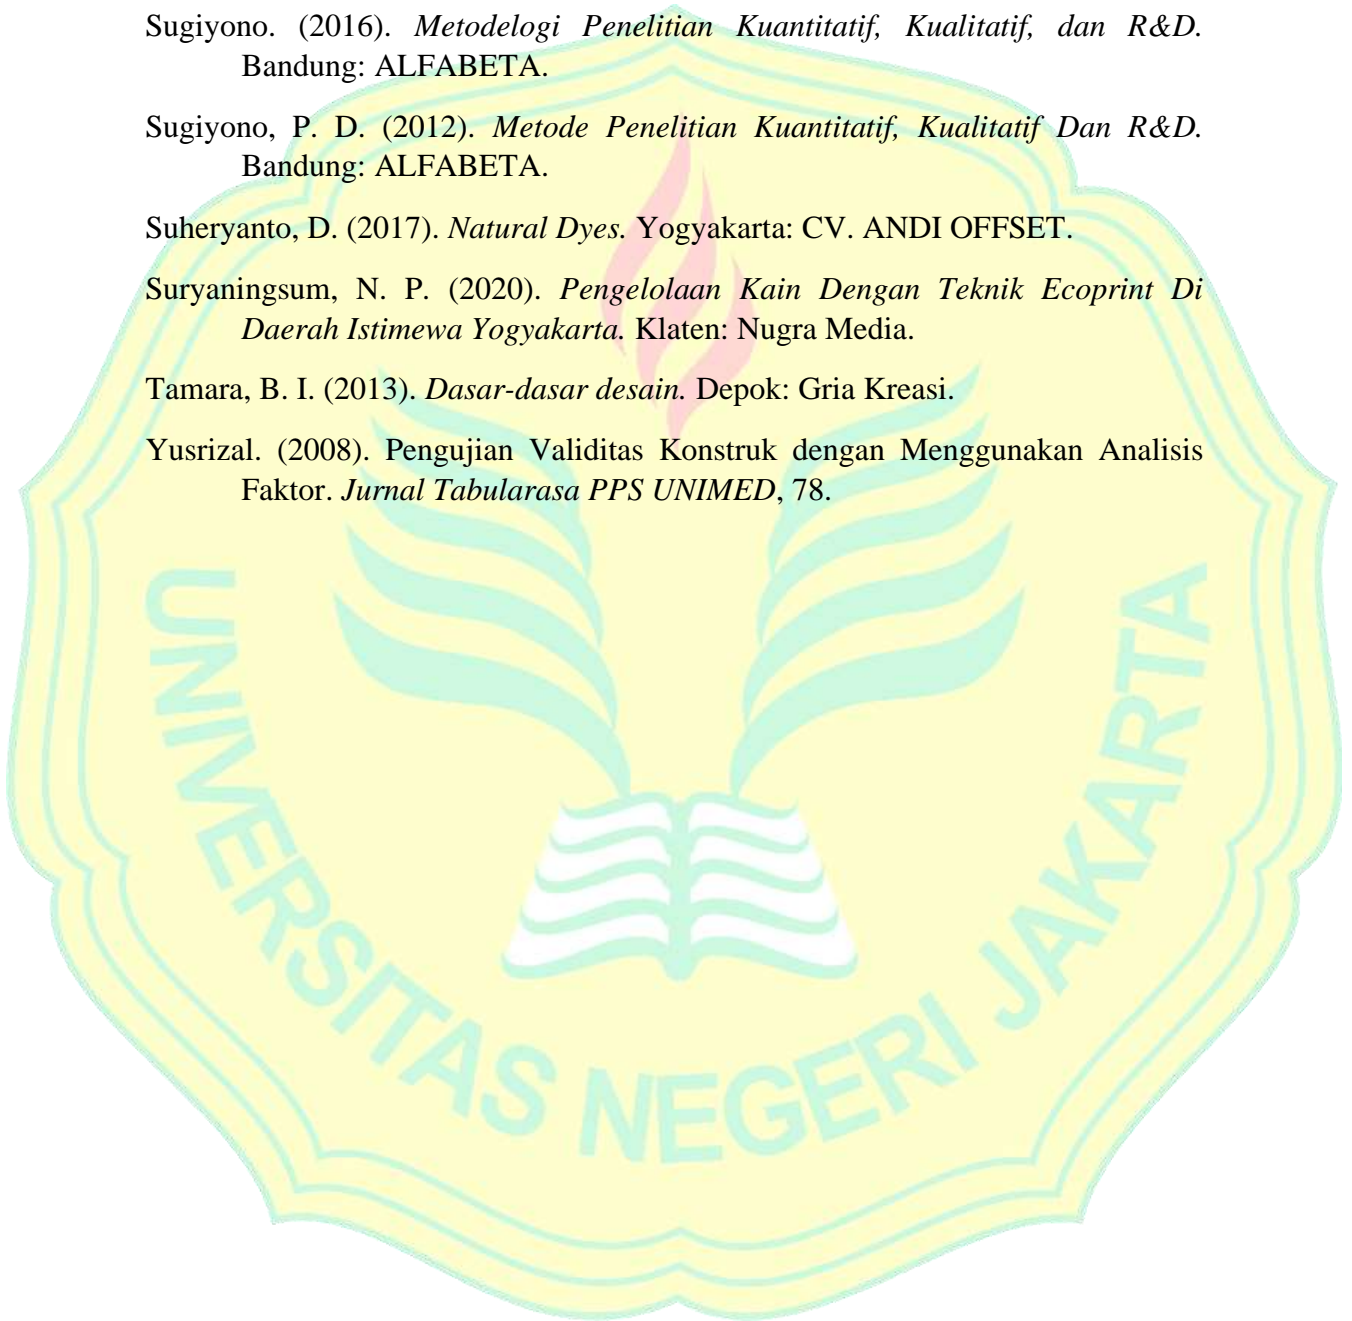 Sugiyono. (2016). Metodelogi Penelitian Kuantitatif, Kualitatif, dan R&D.
Bandung: ALFABETA.
Sugiyono, P. D. (2012). Metode Penelitian Kuantitatif, Kualitatif Dan R&D.
Bandung: ALFABETA.
Suheryanto, D. (2017). Natural Dyes. Yogyakarta: CV. ANDI OFFSET.
Suryaningsum, N. P. (2020). Pengelolaan Kain Dengan Teknik Ecoprint Di
Daerah Istimewa Yogyakarta. Klaten: Nugra Media.
Tamara, B. I. (2013). Dasar-dasar desain. Depok: Gria Kreasi.
Yusrizal. (2008). Pengujian Validitas Konstruk dengan Menggunakan Analisis
Faktor. Jurnal Tabularasa PPS UNIMED, 78.
UNIVERSITAS NEGERI JAKARTA